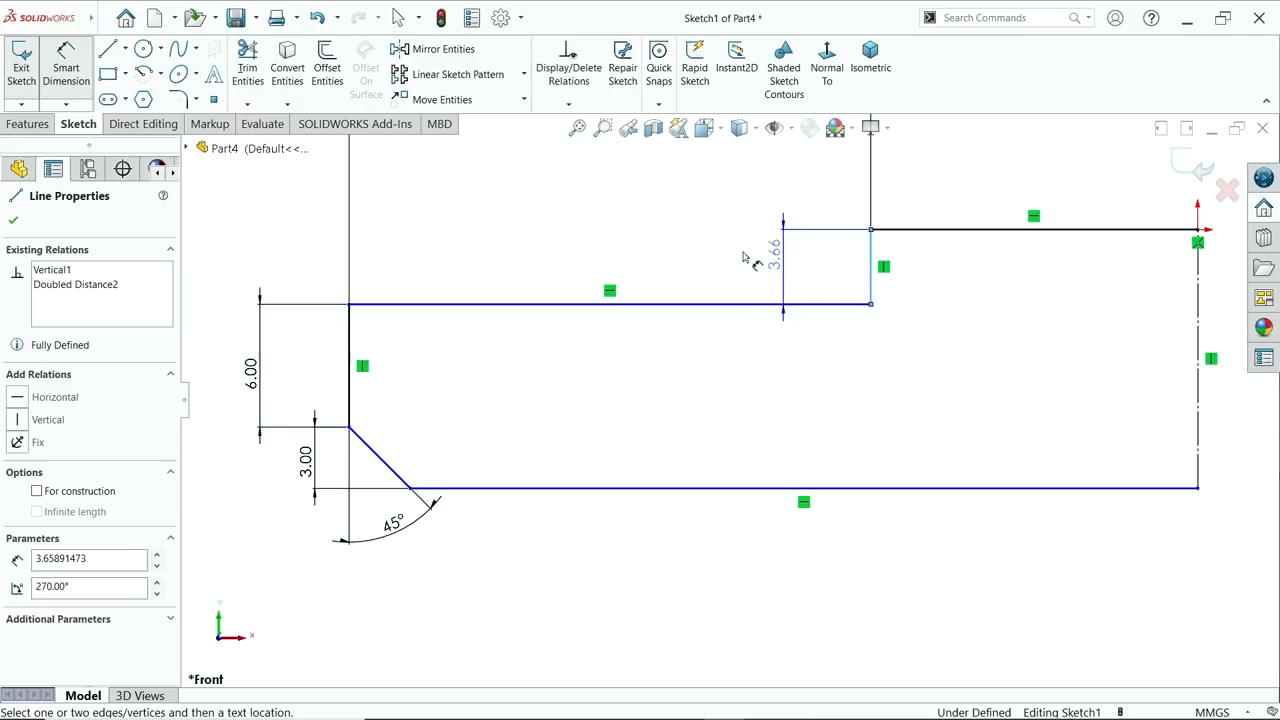 SOLIDWORKS
Sketch1 of Part4 *
Search Commands
Exit
Sketch
Smart
Dimension
Trim
Entities
Convert
Entities
Offset
Entities
Offset
On
Surface
Mirror Entities
Linear Sketch Pattern
Move Entities
Display/Delete
Relations
Repair
Sketch
Quick
Snaps
Rapid
Sketch
Instant2D
Shaded
Sketch
Contours
Normal
To
Isometric
Features
Sketch
Direct Editing
Markup
Evaluate
SOLIDWORKS Add-Ins
MBD
Part4 (Default<<...
Line Properties
Existing Relations
Vertical1
Doubled Distance2
Fully Defined
Add Relations
Horizontal
Vertical
Fix
Options
For construction
Infinite length
Parameters
3.65891473
270.00°
Additional Parameters
3.66
6.00
3.00
45°
Y
X
*Front
Model
3D Views
Select one or two edges/vertices and then a text location.
Under Defined
Editing Sketch1
MMGS